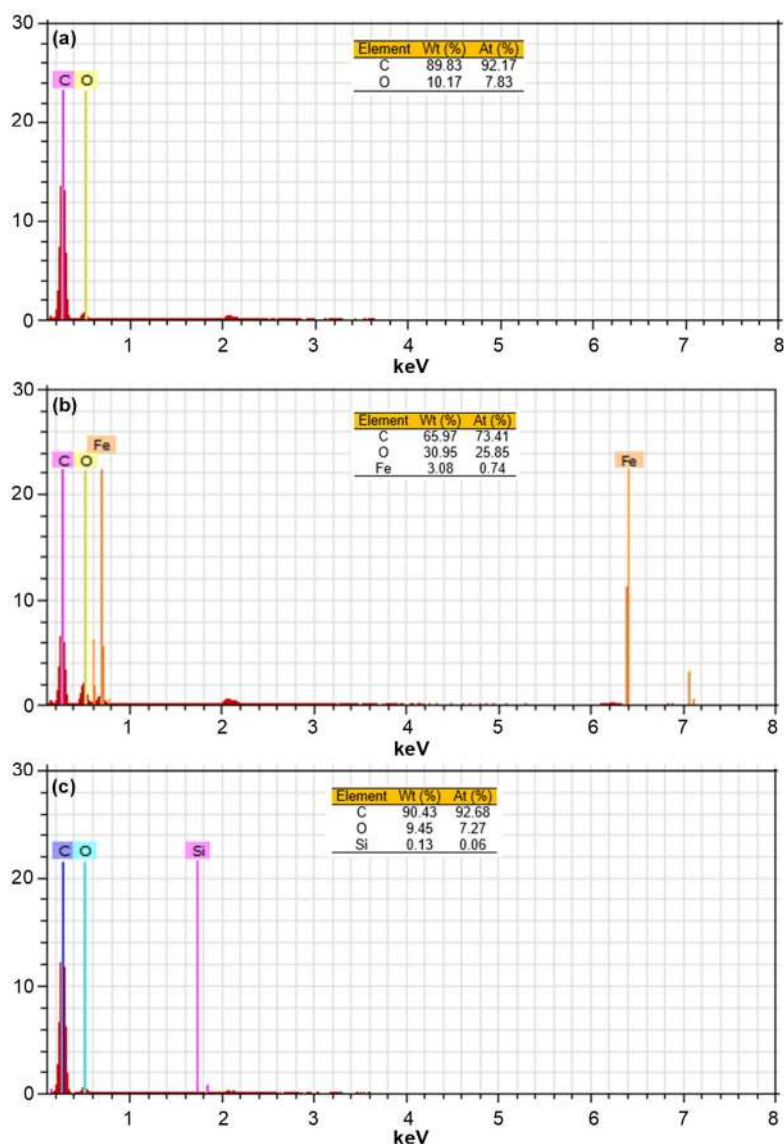 30
(a)
Element Wt (%) At (%)
C 89.83 92.17
O 10.17 7.83
C O
20
10
0
1 2 3 4 5 6 7 8
keV
30
(b)
Element Wt (%) At (%)
C 65.97 73.41
O 30.95 25.85
Fe 3.08 0.74
Fe
C O Fe
20
10
0
1 2 3 4 5 6 7 8
keV
30
(c)
Element Wt (%) At (%)
C 90.43 92.68
O 9.45 7.27
Si 0.13 0.06
C O Si
20
10
0
1 2 3 4 5 6 7 8
keV